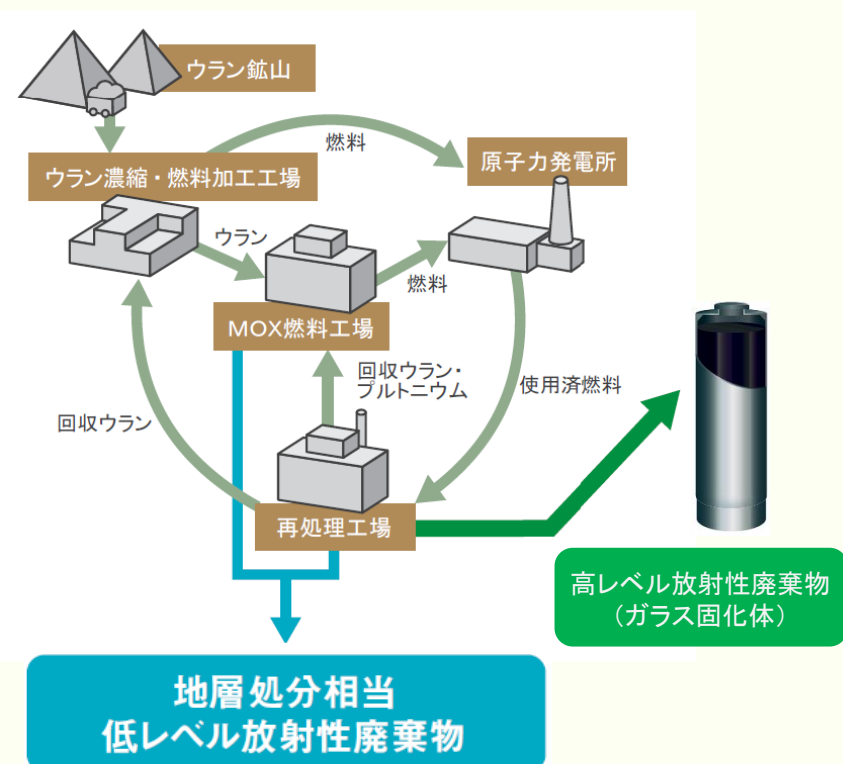 ウラン鉱山
燃料
ウラン濃縮・燃料加工工場
原子力発電所
ウラン
燃料
MOX燃料工場
回収ウラン・
プルトニウム
使用済燃料
回収ウラン
再処理工場
高レベル放射性廃棄物
（ガラス固化体）
地層処分相当
低レベル放射性廃棄物